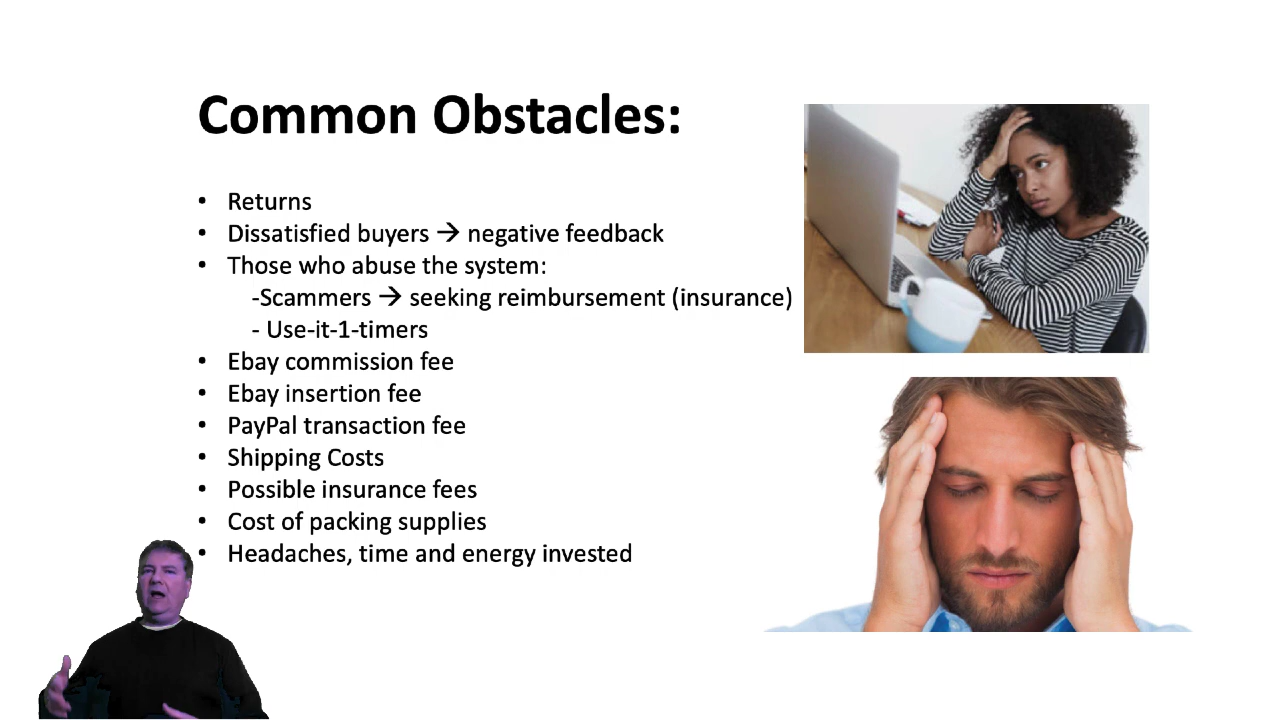 Common Obstacles:
• Returns
• Dissatisfied buyers → negative feedback
• Those who abuse the system:
-Scammers → seeking reimbursement (insurance)
- Use-it-1-timers
• Ebay commission fee
• Ebay insertion fee
• PayPal transaction fee
• Shipping Costs
• Possible insurance fees
• Cost of packing supplies
• Headaches, time and energy invested